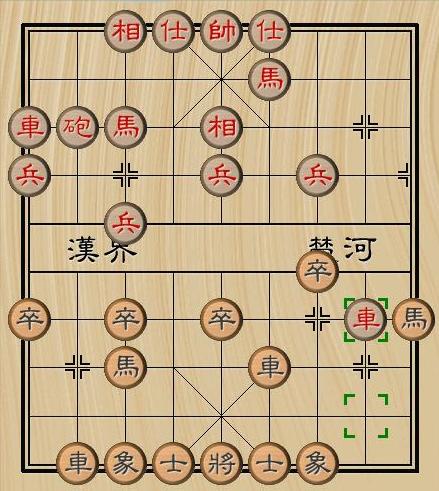 相仕帥仕
馬
車砲馬相
兵兵兵
兵
漢界 楚河
卒
卒卒卒車馬
馬車
車象士將士象